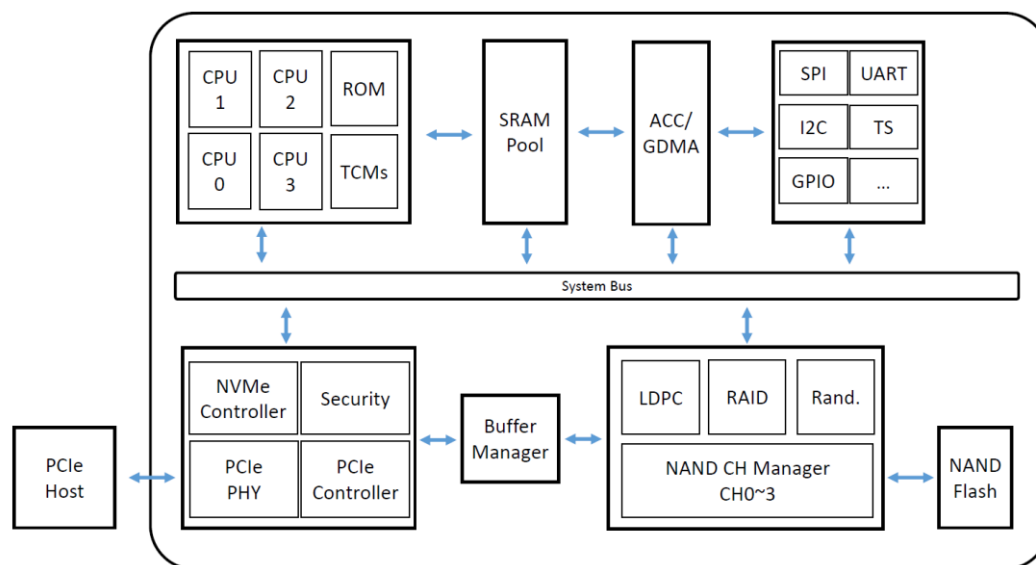 CPU
1
CPU
2
ROM
CPU
0
CPU
3
TCMs
SRAM
Pool
ACC/
GDMA
SPI
UART
I2C
TS
GPIO
...
System Bus
NVMe
Controller
Security
PCIe
PHY
PCIe
Controller
Buffer
Manager
LDPC
RAID
Rand.
NAND CH Manager
CH0~3
PCIe
Host
NAND
Flash